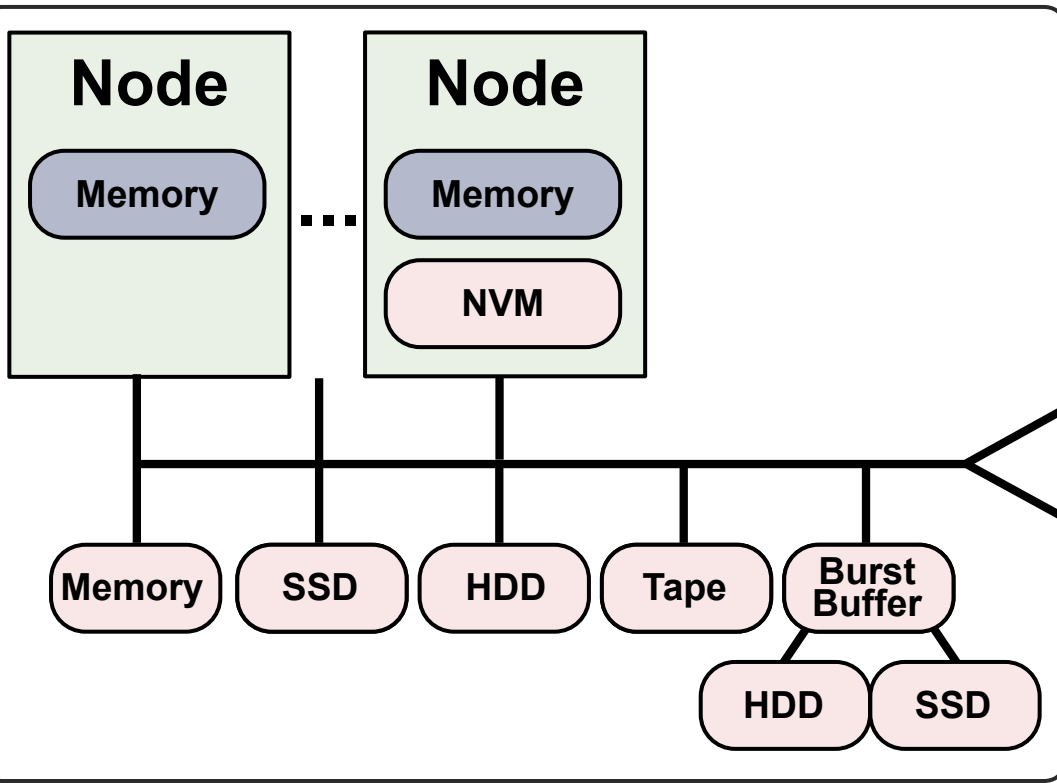 Node
Node
Memory
Memory
NVM
Memory
SSD
HDD
Tape
Burst
Buffer
HDD
SSD